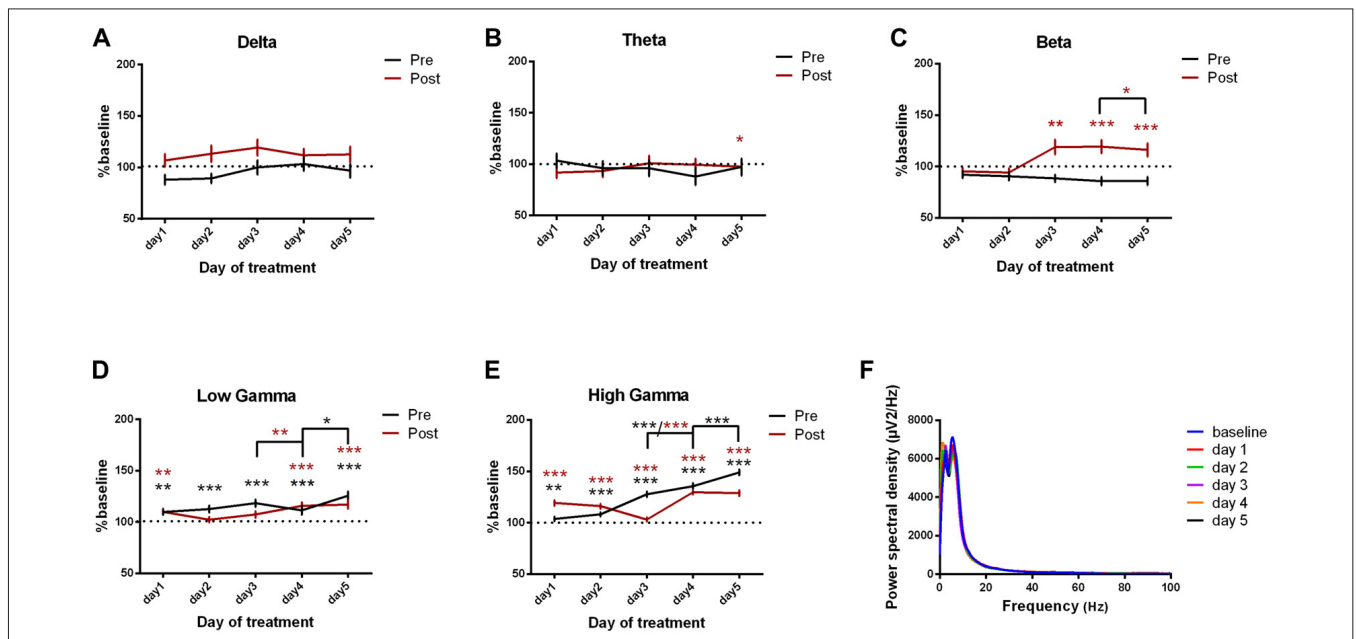 A
Delta
Pre
Post
200
150
100
50
%baseline
day1
day2
day3
day4
day5
Day of treatment
B
Theta
Pre
Post
200
150
100
50
%baseline
*
day1
day2
day3
day4
day5
Day of treatment
C
Beta
Pre
Post
200
150
100
50
%baseline
*
** *** ***
day1
day2
day3
day4
day5
Day of treatment
D
Low Gamma
Pre
Post
200
150
100
50
%baseline
** *
** *** ***
** *** *** *** ***
day1
day2
day3
day4
day5
Day of treatment
E
High Gamma
Pre
Post
200
150
100
50
%baseline
***/*** ***
*** *** *** *** ***
** *** *** *** ***
day1
day2
day3
day4
day5
Day of treatment
F
Power spectral density (µV2/Hz)
8000
6000
4000
2000
0
0 20 40 60 80 100
Frequency (Hz)
baseline
day 1
day 2
day 3
day 4
day 5